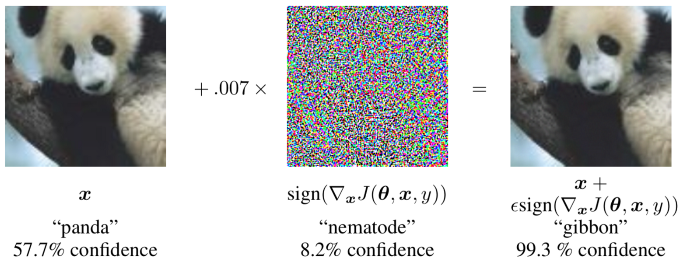 + .007 ×
=
x
sign(∇ₓJ(θ, x, y))
x +
ϵsign(∇ₓJ(θ, x, y))
“panda”
“nematode”
“gibbon”
57.7% confidence
8.2% confidence
99.3 % confidence